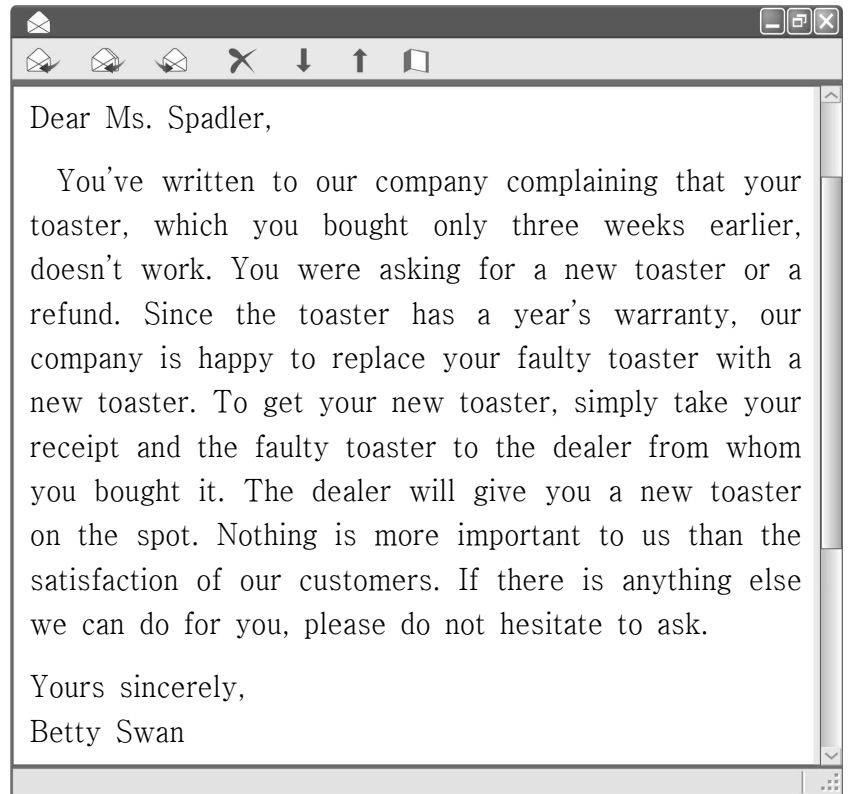 Dear Ms. Spadler,
You've written to our company complaining that your
toaster, which you bought only three weeks earlier,
doesn't work. You were asking for a new toaster or a
refund. Since the toaster has a year's warranty, our
company is happy to replace your faulty toaster with a
new toaster. To get your new toaster, simply take your
receipt and the faulty toaster to the dealer from whom
you bought it. The dealer will give you a new toaster
on the spot. Nothing is more important to us than the
satisfaction of our customers. If there is anything else
we can do for you, please do not hesitate to ask.
Yours sincerely,
Betty Swan